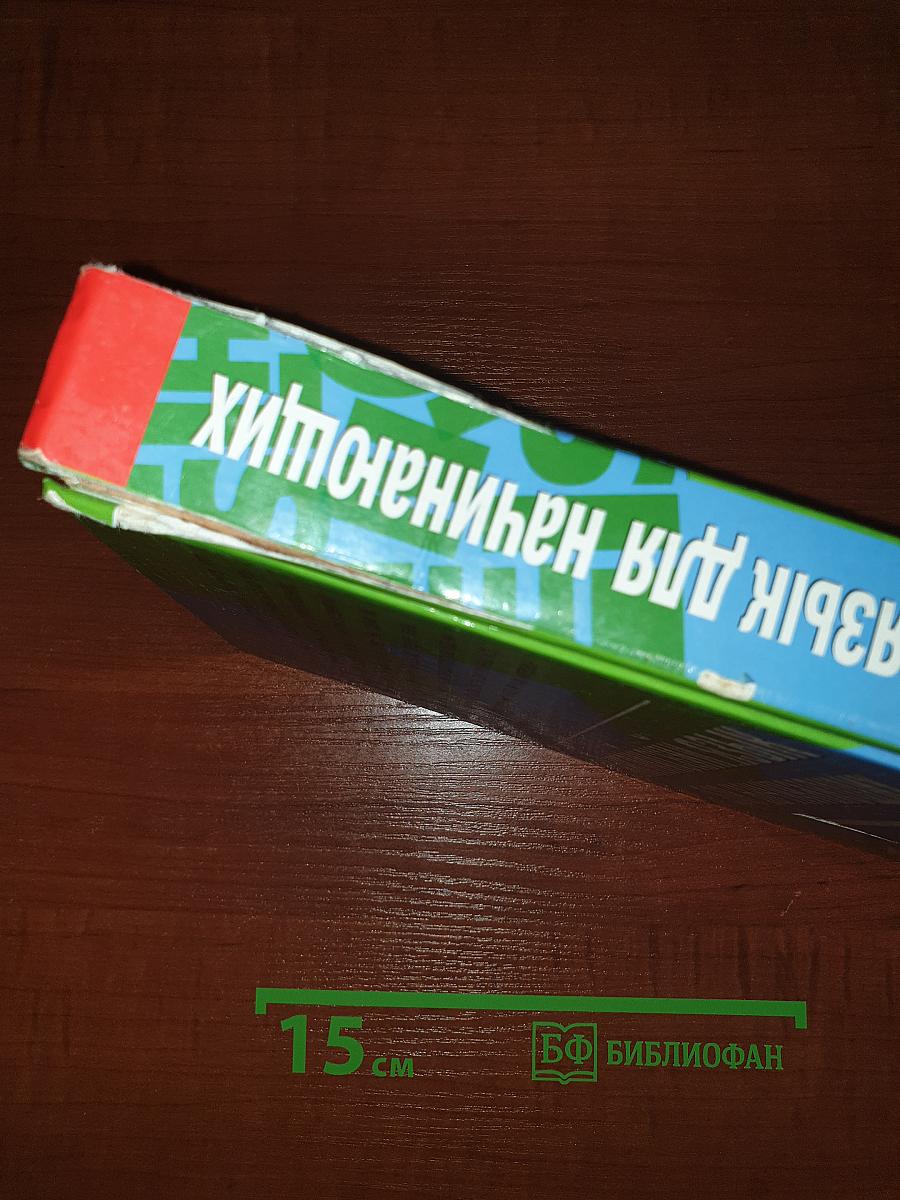 язык для начинающих
15 см
БФ БИБЛИОФАН